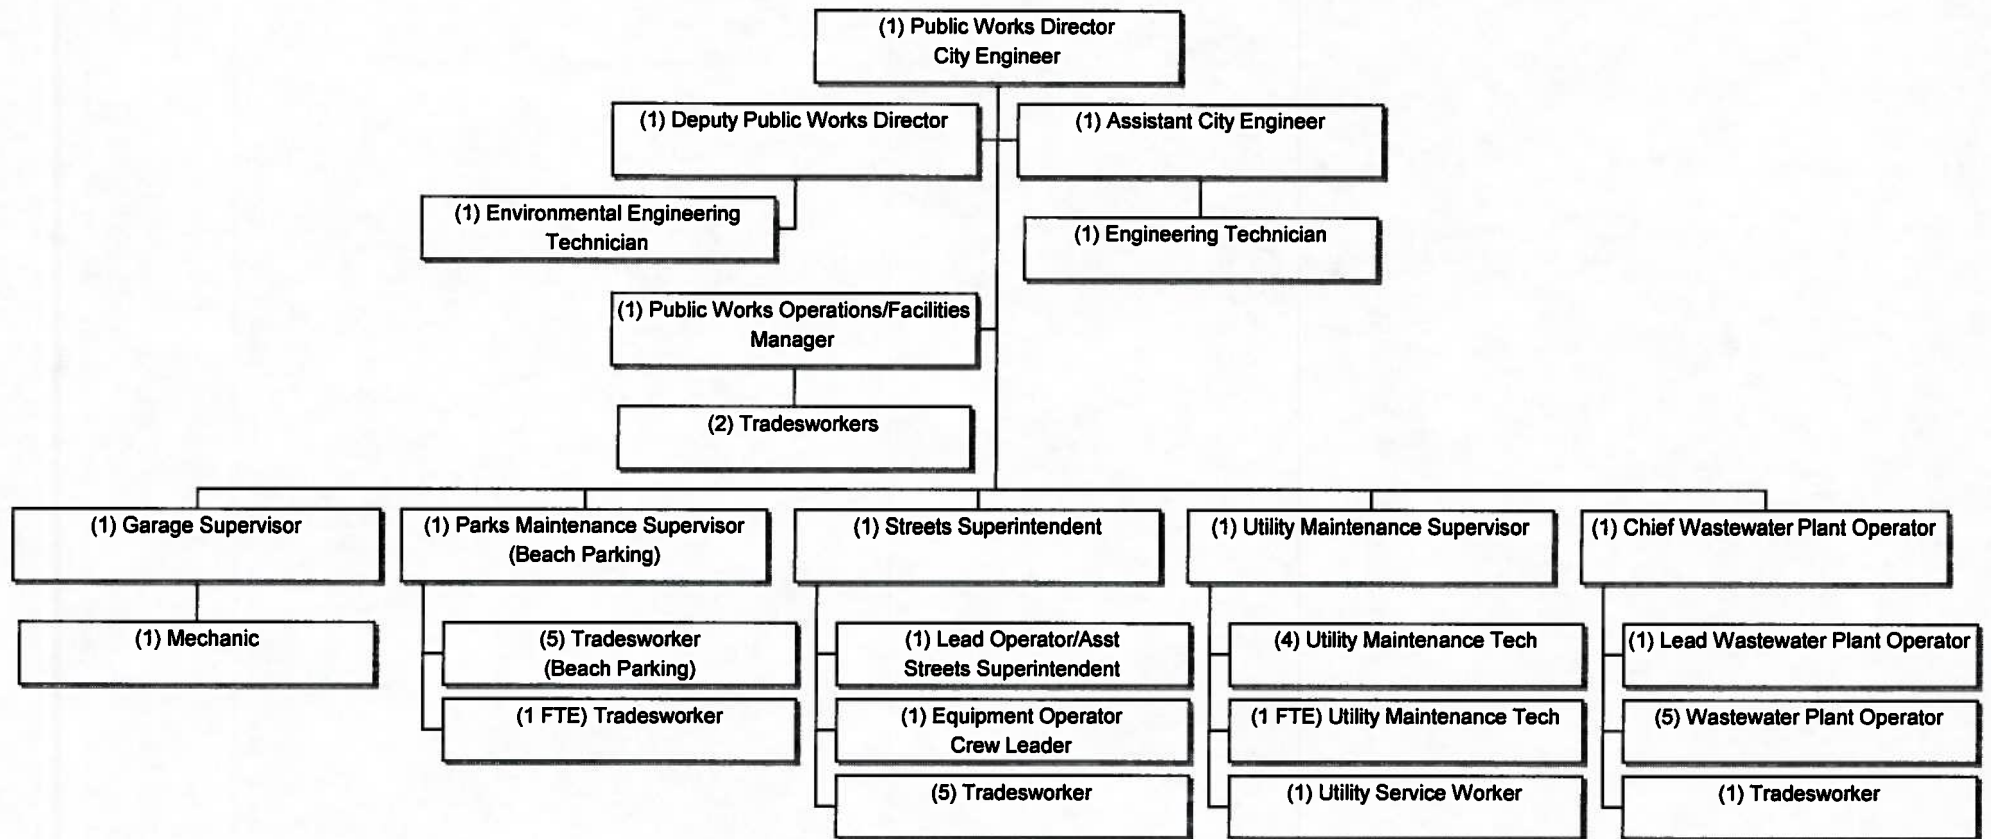 (1) Public Works Director
City Engineer
(1) Deputy Public Works Director
(1) Assistant City Engineer
(1) Environmental Engineering
Technician
(1) Engineering Technician
(1) Public Works Operations/Facilities
Manager
(2) Tradesworkers
(1) Garage Supervisor
(1) Parks Maintenance Supervisor
(Beach Parking)
(1) Streets Superintendent
(1) Utility Maintenance Supervisor
(1) Chief Wastewater Plant Operator
(1) Mechanic
(5) Tradesworker
(Beach Parking)
(1) Lead Operator/Asst
Streets Superintendent
(4) Utility Maintenance Tech
(1) Lead Wastewater Plant Operator
(1 FTE) Tradesworker
(1) Equipment Operator
Crew Leader
(1 FTE) Utility Maintenance Tech
(5) Wastewater Plant Operator
(5) Tradesworker
(1) Utility Service Worker
(1) Tradesworker